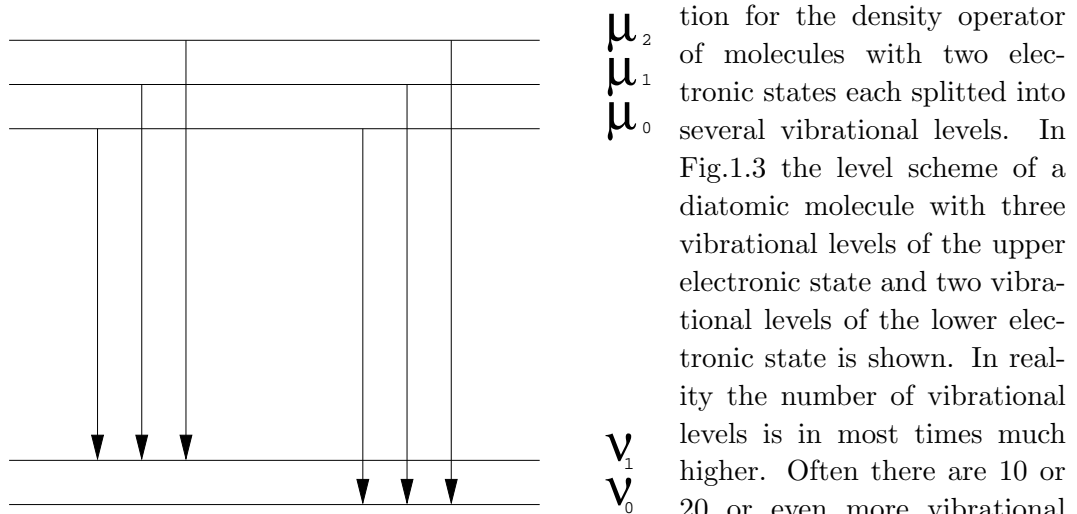 μ2
μ1
μ0
ν1
ν0
tion for the density operator
of molecules with two elec-
tronic states each splitted into
several vibrational levels. In
Fig.1.3 the level scheme of a
diatomic molecule with three
vibrational levels of the upper
electronic state and two vibra-
tional levels of the lower elec-
tronic state is shown. In real-
ity the number of vibrational
levels is in most times much
higher. Often there are 10 or
20 or even more vibrational